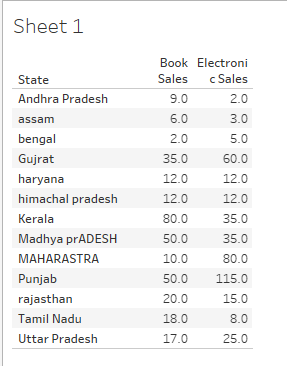 Sheet 1
Book Electroni
State Sales c Sales
Andhra Pradesh 9.0 2.0
assam 6.0 3.0
bengal 2.0 5.0
Gujrat 35.0 60.0
haryana 12.0 12.0
himachal pradesh 12.0 12.0
Kerala 80.0 35.0
Madhya prADESH 50.0 35.0
MAHARASTRA 10.0 80.0
Punjab 50.0 115.0
rajasthan 20.0 15.0
Tamil Nadu 18.0 8.0
Uttar Pradesh 17.0 25.0